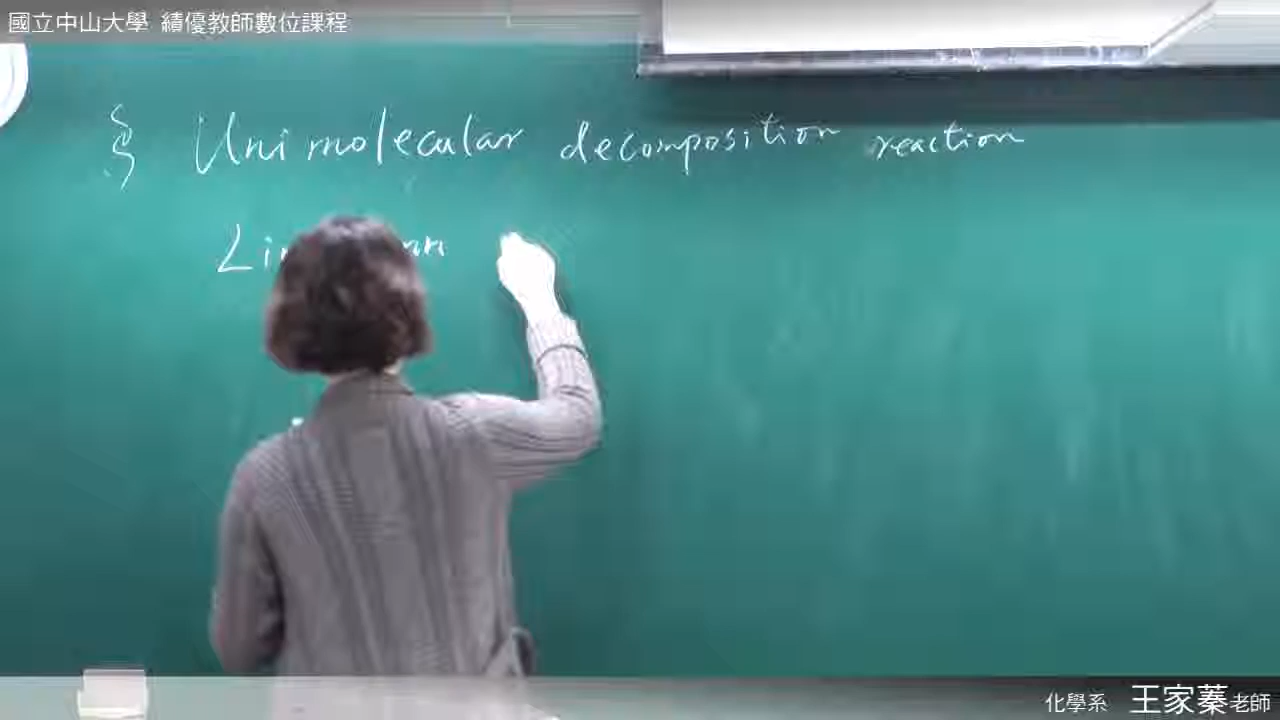 國立中山大學 績優教師數位課程
§ Unimolecular decomposition reaction
化學系 王家蓁老師